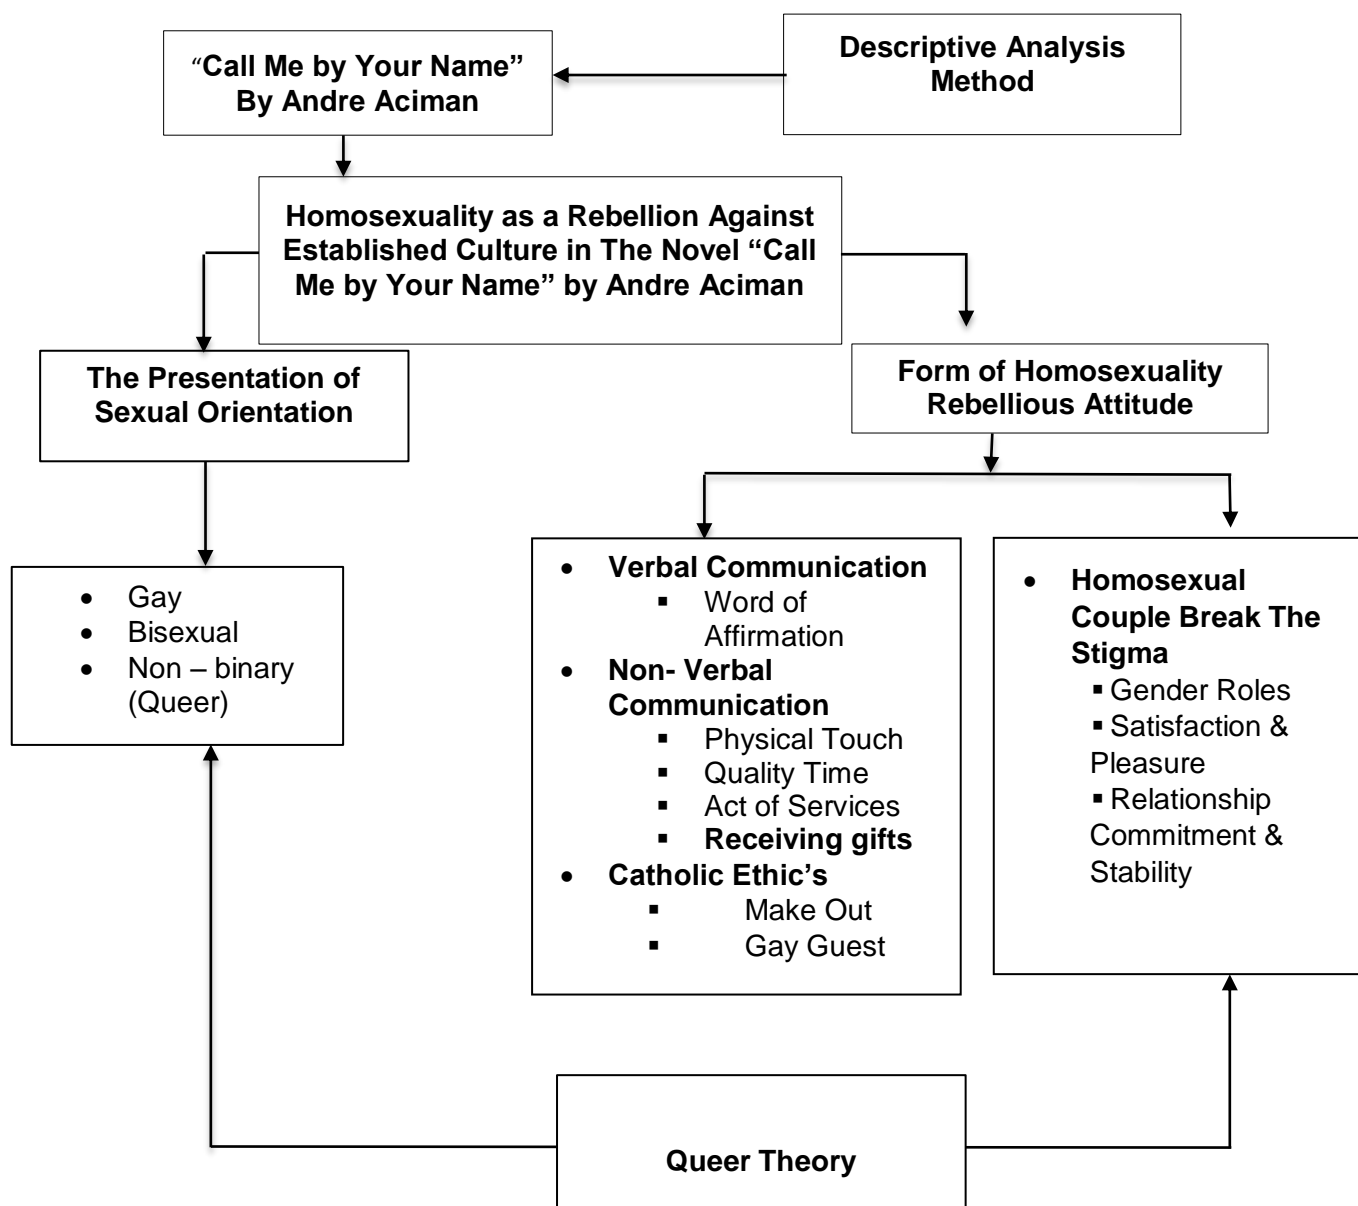 “Call Me by Your Name”
By Andre Aciman
Descriptive Analysis
Method
Homosexuality as a Rebellion Against
Established Culture in The Novel “Call
Me by Your Name” by Andre Aciman
The Presentation of
Sexual Orientation
Form of Homosexuality
Rebellious Attitude
• Gay
• Bisexual
• Non – binary
(Queer)
• Verbal Communication
▪ Word of
Affirmation
• Non- Verbal
Communication
▪ Physical Touch
▪ Quality Time
▪ Act of Services
▪ Receiving gifts
• Catholic Ethic’s
▪ Make Out
▪ Gay Guest
• Homosexual
Couple Break The
Stigma
▪ Gender Roles
▪ Satisfaction &
Pleasure
▪ Relationship
Commitment &
Stability
Queer Theory